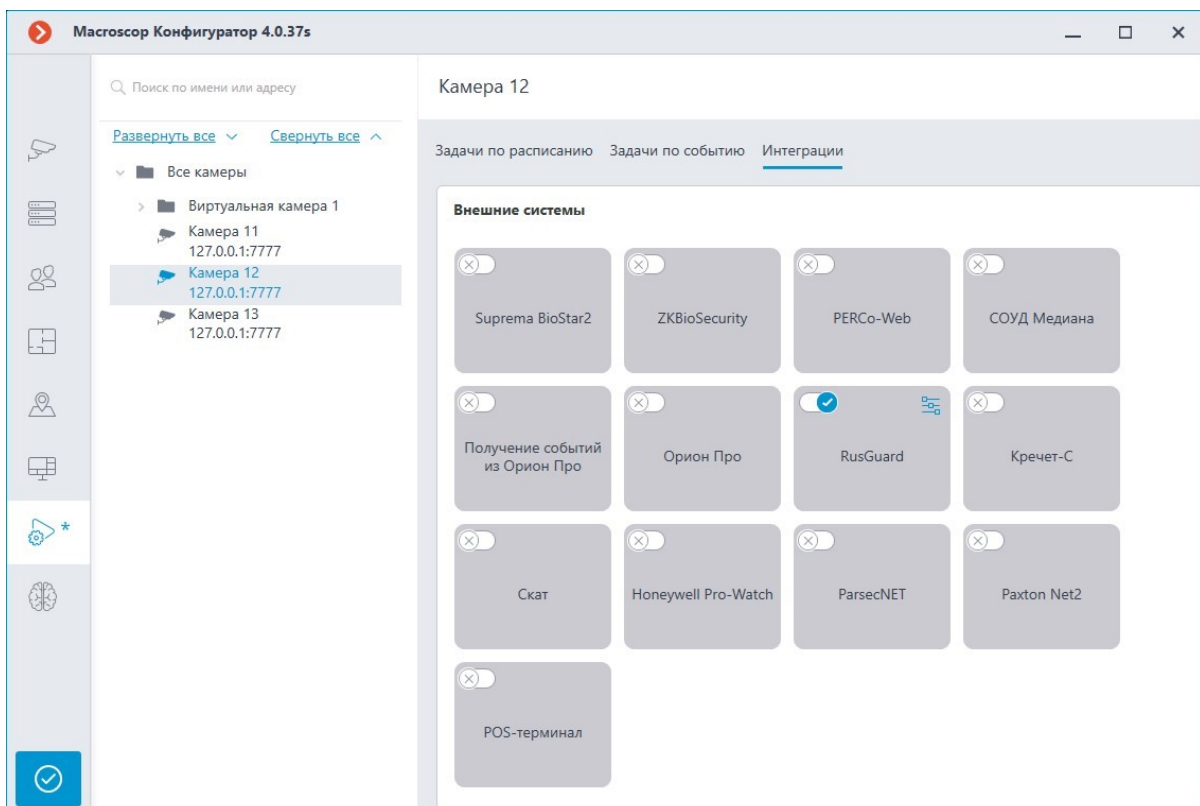 Macroscop Конфигуратор 4.0.37s
Поиск по имени или адресу
Развернуть все Свернуть все
Все камеры
Виртуальная камера 1
Камера 11
127.0.0.1:7777
Камера 12
127.0.0.1:7777
Камера 13
127.0.0.1:7777
Камера 12
Задачи по расписанию Задачи по событию Интеграции
Внешние системы
Suprema BioStar2 ZKBioSecurity PERCo-Web СОУД Медиана
Получение событий
из Орион Про
Орион Про RusGuard Кречет-С
Скат Honeywell Pro-Watch ParsecNET Paxton Net2
POS-терминал